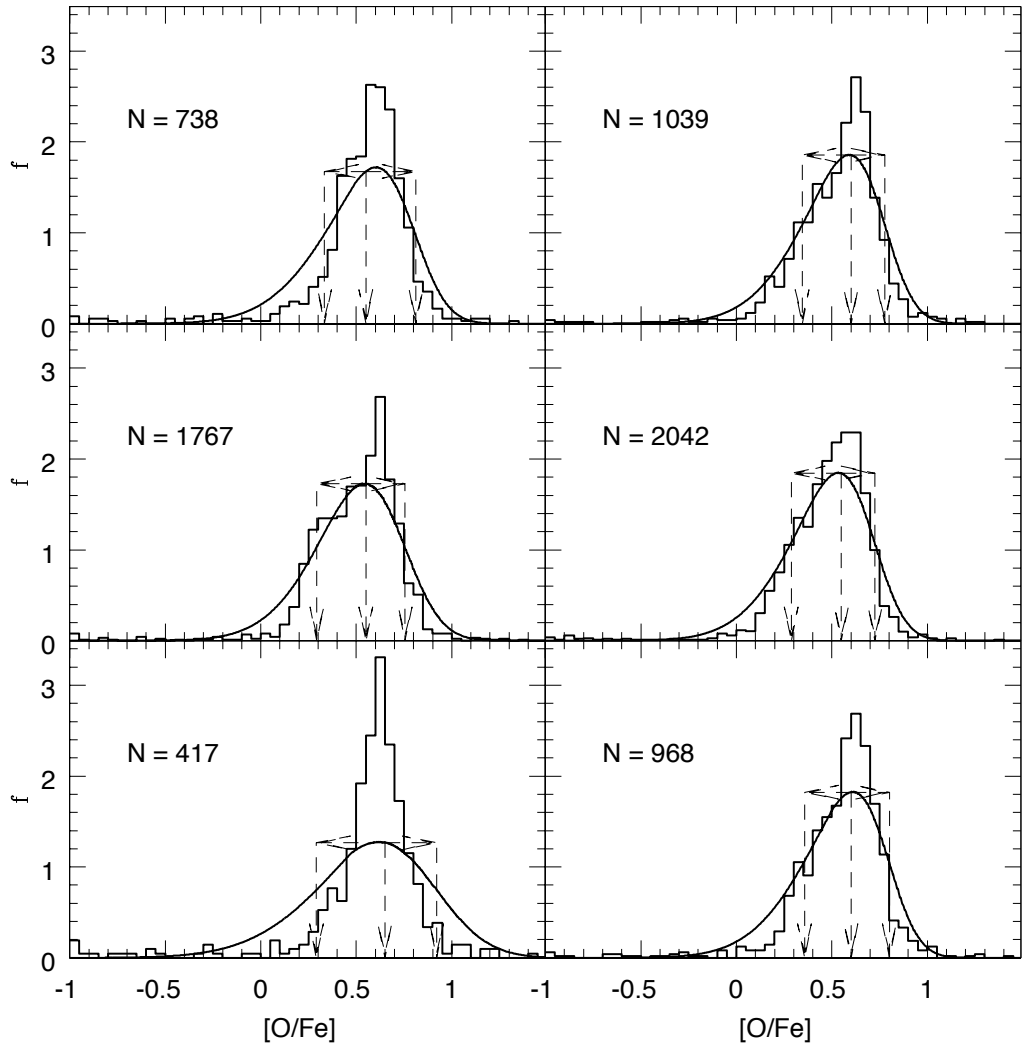 3
2
1
0
f
N = 738
N = 1039
3
2
1
0
f
N = 1767
N = 2042
3
2
1
0
f
N = 417
N = 968
-1 -0.5 0 0.5 1 -1 -0.5 0 0.5 1
[O/Fe] [O/Fe]